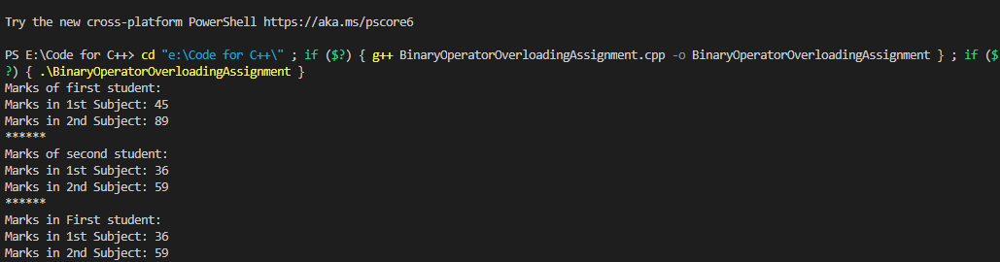 Try the new cross-platform PowerShell https://aka.ms/pscore6
PS E:\Code for C++> cd "e:\Code for C++\" ; if ($?) { g++ BinaryOperatorOverloadingAssignment.cpp -o BinaryOperatorOverloadingAssignment } ; if ($
?) { .\BinaryOperatorOverloadingAssignment }
Marks of first student:
Marks in 1st Subject: 45
Marks in 2nd Subject: 89
******
Marks of second student:
Marks in 1st Subject: 36
Marks in 2nd Subject: 59
******
Marks in First student:
Marks in 1st Subject: 36
Marks in 2nd Subject: 59